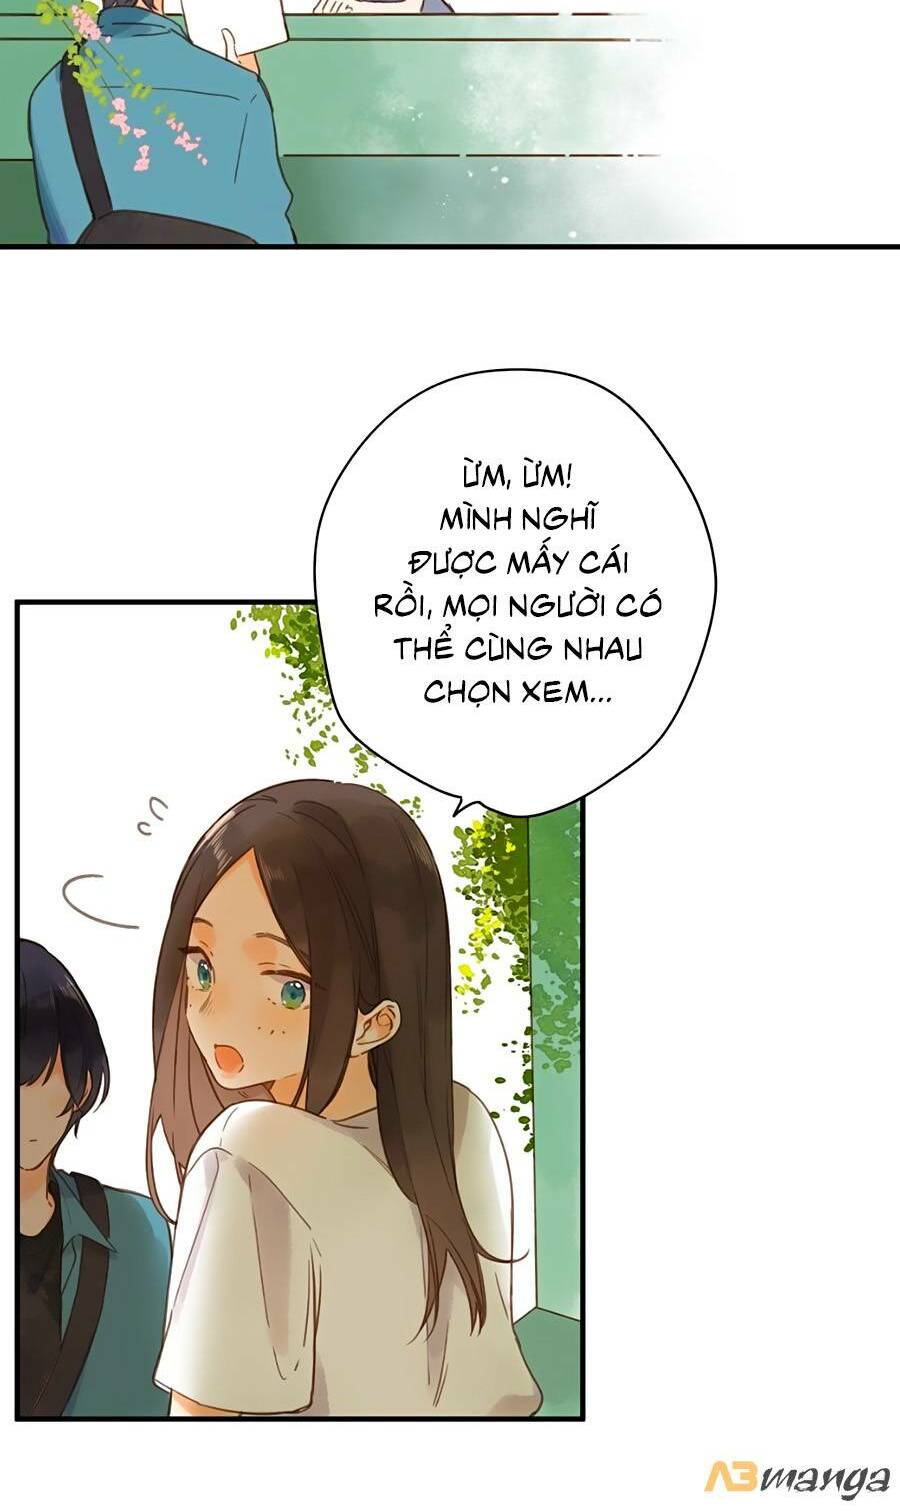 ỪM, ỪM!
MÌNH NGHĨ
ĐƯỢC MẤY CÁI
RỒI, MỌI NGƯỜI CÓ
THỂ CÙNG NHAU
CHỌN XEM...
A3manga